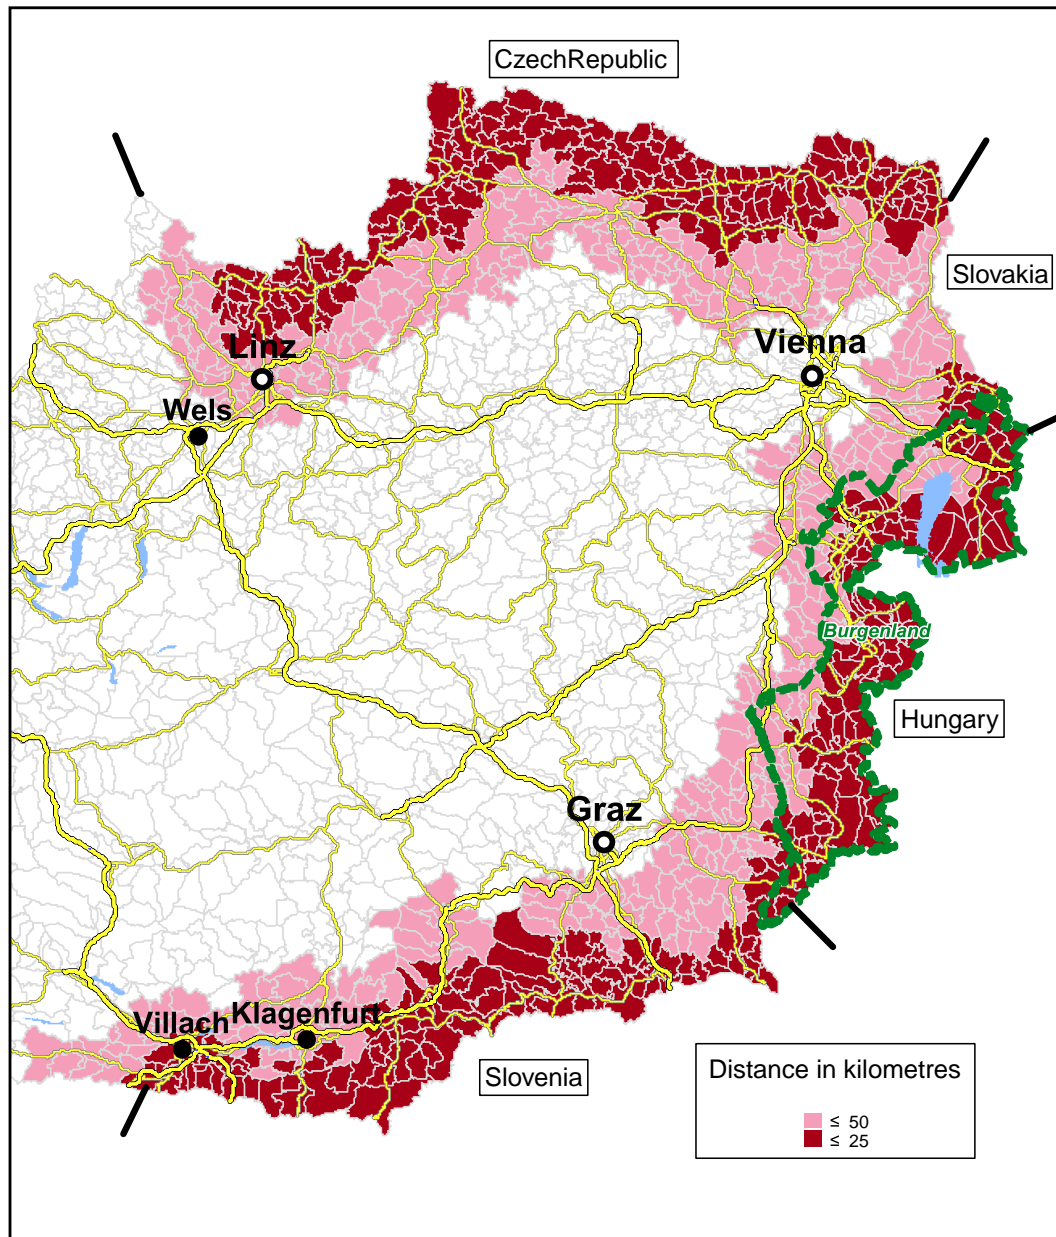 CzechRepublic
Slovakia
Linz
Vienna
Wels
Burgenland
Hungary
Graz
Villach
Klagenfurt
Slovenia
Distance in kilometres
≤ 50
≤ 25